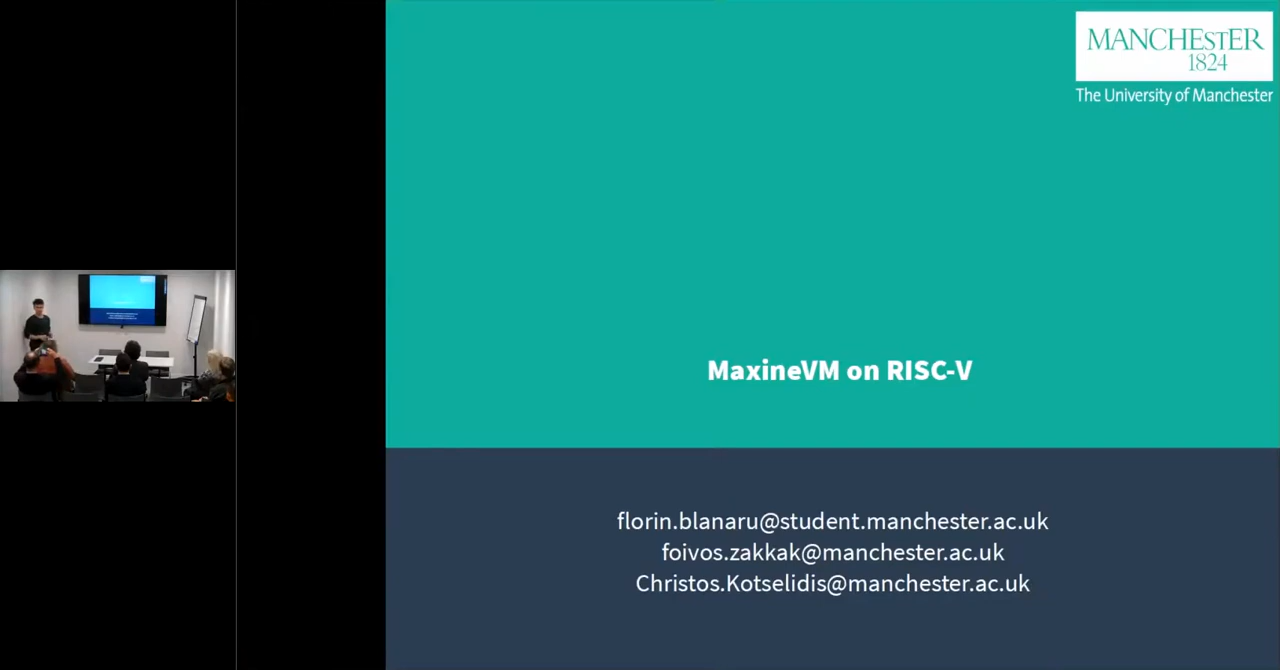 MANCHESTER
1824
The University of Manchester
MaxineVM on RISC-V
florin.blanaru@student.manchester.ac.uk
foivos.zakkak@manchester.ac.uk
Christos.Kotselidis@manchester.ac.uk